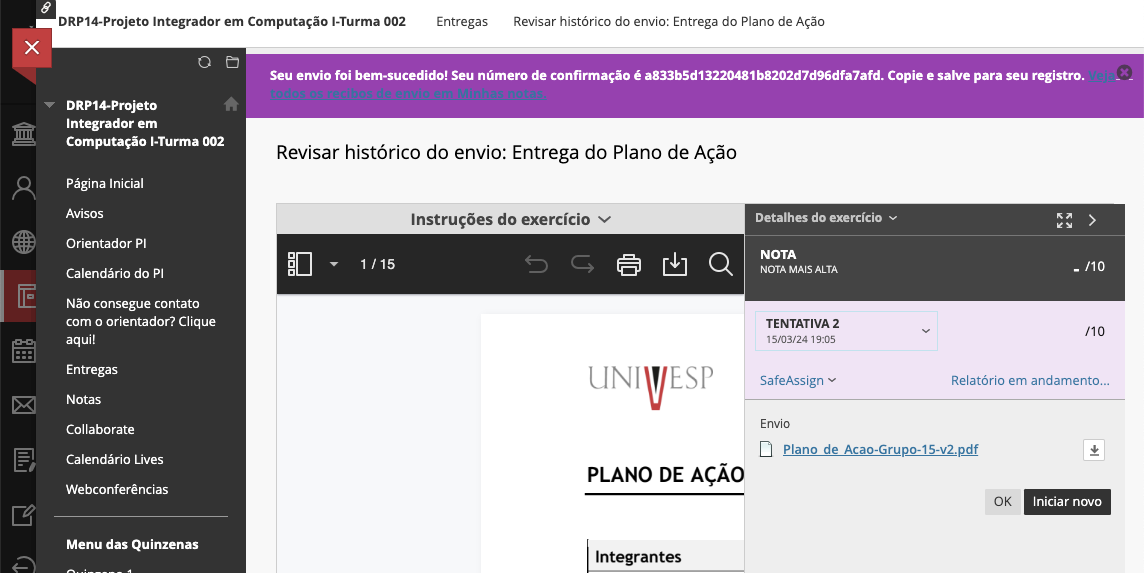 DRP14-Projeto Integrador em Computação I-Turma 002 Entregas Revisar histórico do envio: Entrega do Plano de Ação
Seu envio foi bem-sucedido! Seu número de confirmação é a833b5d13220481b8202d7d96dfa7afd. Copie e salve para seu registro. Veja
todos os recibos de envio em Minhas notas.
DRP14-Projeto
Integrador em
Computação I-Turma 002
Página Inicial
Avisos
Orientador PI
Calendário do PI
Não consegue contato
com o orientador? Clique
aqui!
Entregas
Notas
Collaborate
Calendário Lives
Webconferências
Menu das Quinzenas
Quinzena 1
Revisar histórico do envio: Entrega do Plano de Ação
Instruções do exercício
1 / 15
UNIVESP
PLANO DE AÇÃO
Integrantes
Detalhes do exercício
NOTA
NOTA MAIS ALTA
- /10
TENTATIVA 2
15/03/24 19:05
/10
SafeAssign Relatório em andamento...
Envio
Plano_de_Acao-Grupo-15-v2.pdf
OK Iniciar novo